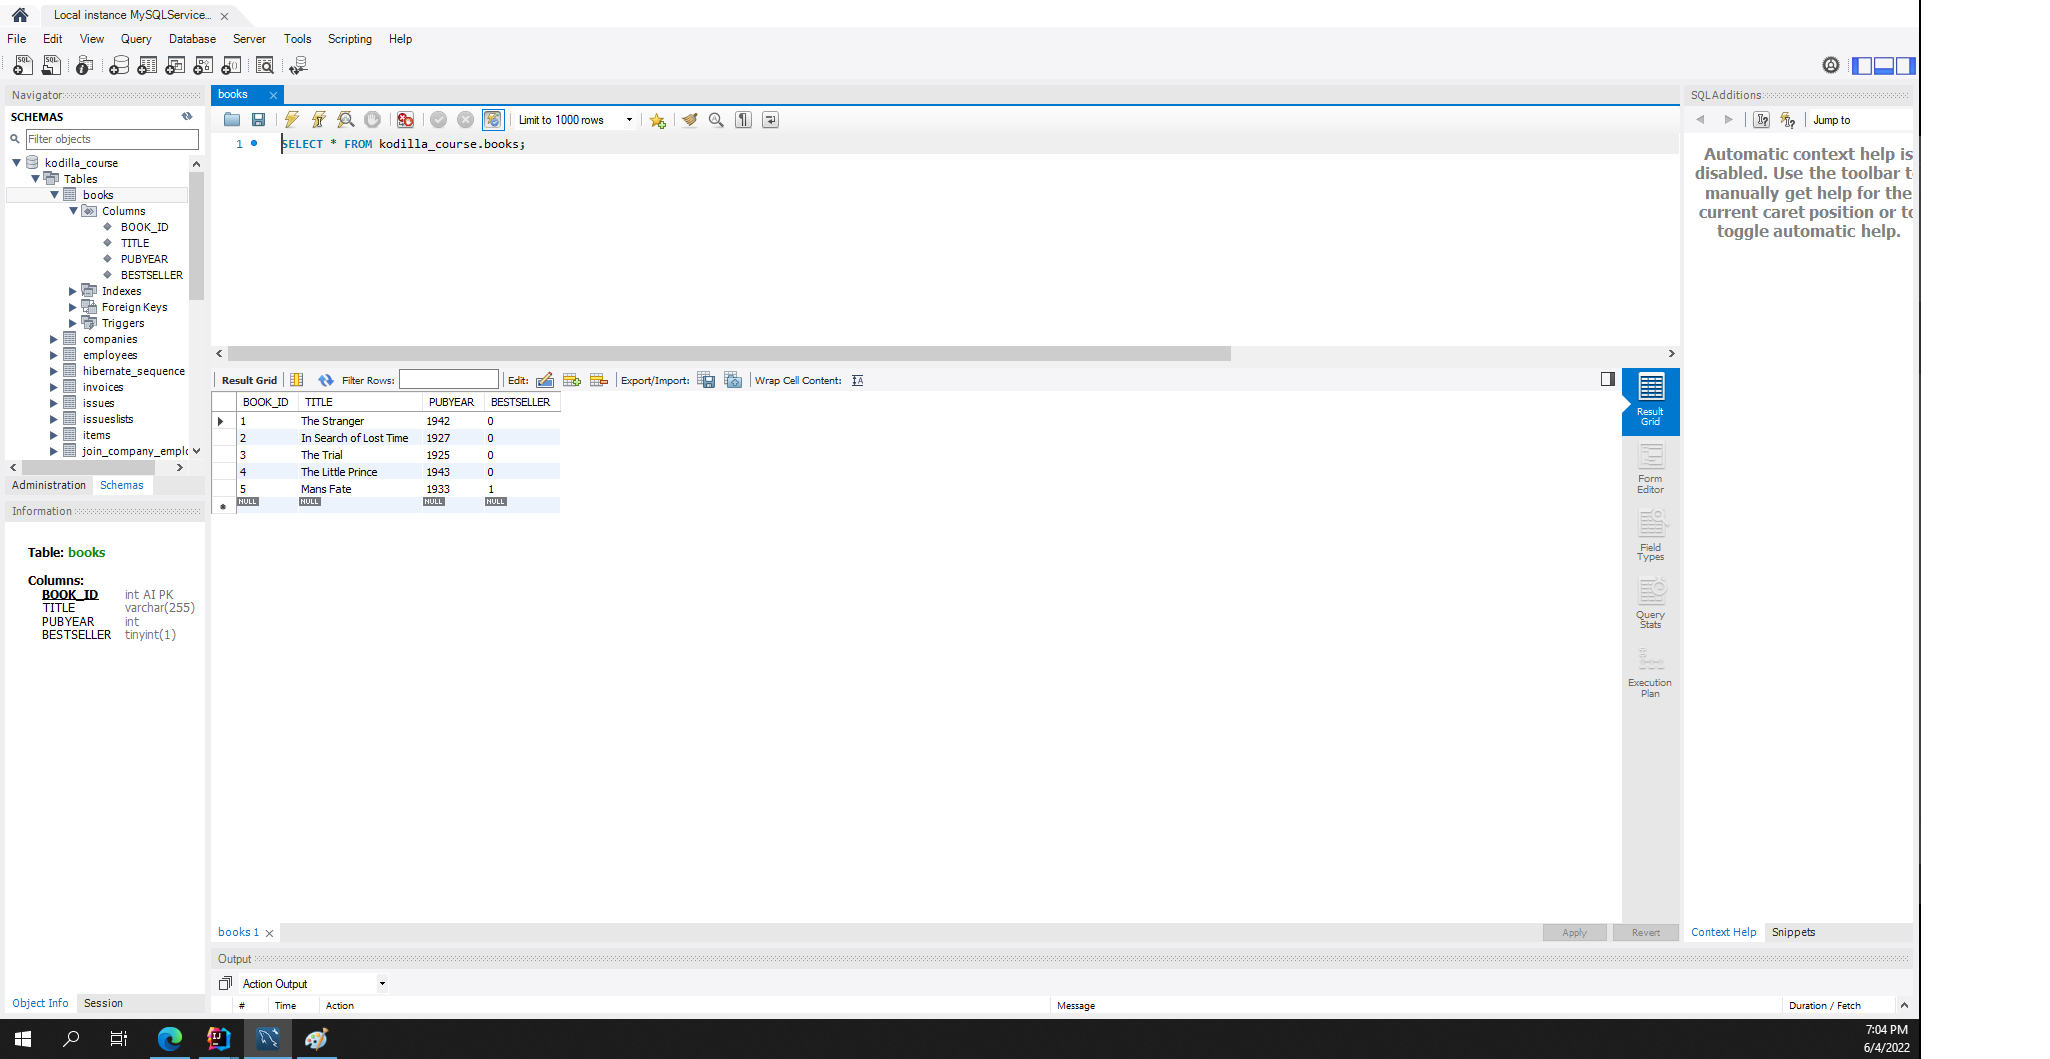 Local instance MySQLService...
File Edit View Query Database Server Tools Scripting Help
Navigator
SCHEMAS
Filter objects
kodilla_course
Tables
books
Columns
BOOK_ID
TITLE
PUBYEAR
BESTSELLER
Indexes
Foreign Keys
Triggers
companies
employees
hibernate_sequence
invoices
issues
issueslists
items
join_company_empl
Administration Schemas
Information
Table: books
Columns:
BOOK_ID int AI PK
TITLE varchar(255)
PUBYEAR int
BESTSELLER tinyint(1)
Object Info Session
books
Limit to 1000 rows
1 SELECT * FROM kodilla_course.books;
Result Grid Filter Rows: Edit: Export/Import: Wrap Cell Content:
BOOK_ID TITLE PUBYEAR BESTSELLER
1 The Stranger 1942 0
2 In Search of Lost Time 1927 0
3 The Trial 1925 0
4 The Little Prince 1943 0
5 Mans Fate 1933 1
NULL NULL NULL NULL
Result
Grid
Form
Editor
Field
Types
Query
Stats
Execution
Plan
books 1 Apply Revert
Output
Action Output
# Time Action Message Duration / Fetch
SQLAdditions
Jump to
Automatic context help is
disabled. Use the toolbar t
manually get help for the
current caret position or to
toggle automatic help.
Context Help Snippets
7:04 PM
6/4/2022